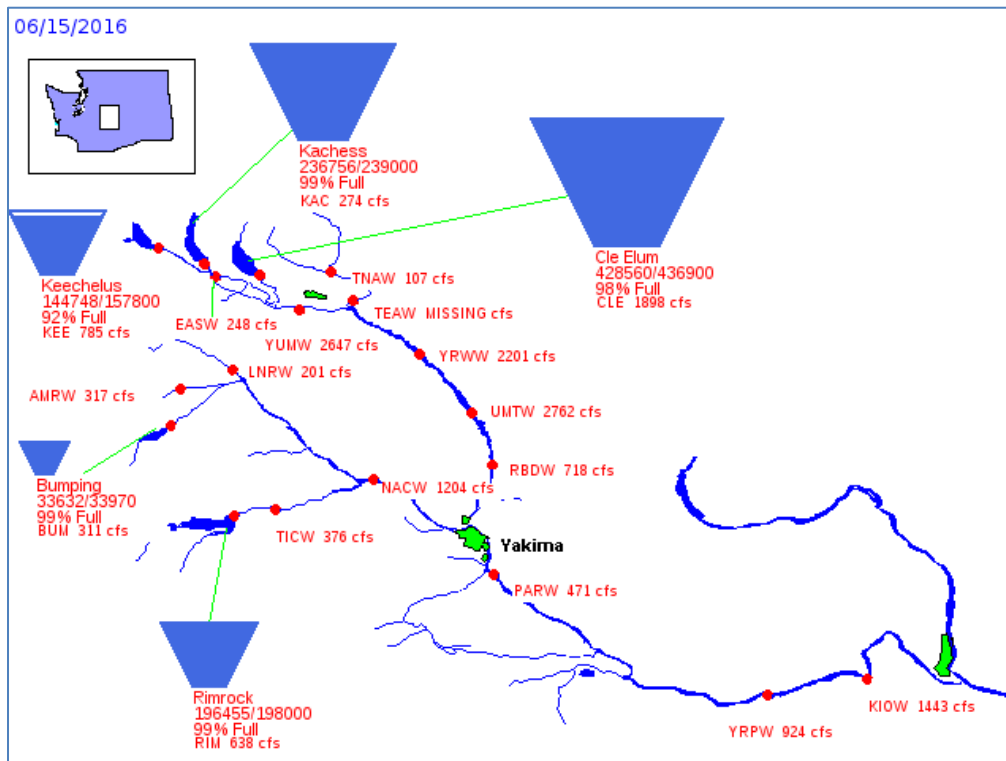 06/15/2016
Kachess
236756/239000
99% Full
KAC 274 cfs
Cle Elum
428560/436900
98% Full
CLE 1898 cfs
Keechelus
144748/157800
92% Full
KEE 785 cfs
TNAW 107 cfs
TEAW MISSING cfs
EASW 248 cfs
YUMW 2647 cfs
YRWW 2201 cfs
LNRW 201 cfs
AMRW 317 cfs
UMTW 2762 cfs
RBDW 718 cfs
Bumping
33632/33970
99% Full
BUM 311 cfs
NACW 1204 cfs
TICW 376 cfs
Yakima
PARW 471 cfs
Rimrock
196455/198000
99% Full
RIM 638 cfs
KIOW 1443 cfs
YRPW 924 cfs